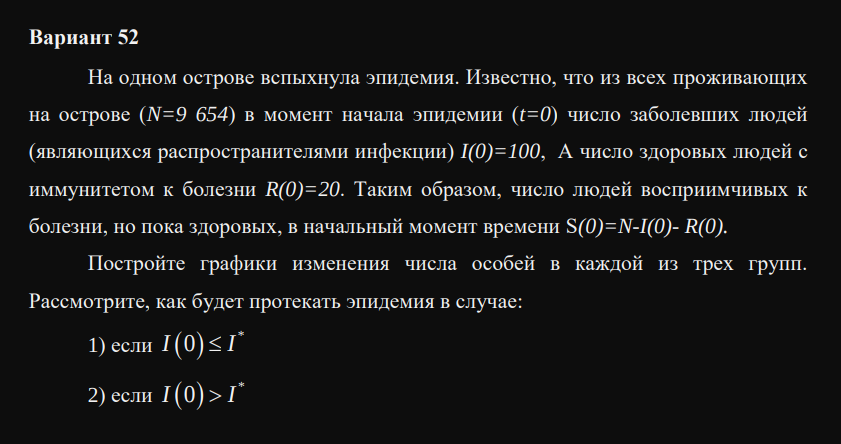 Вариант 52
На одном острове вспыхнула эпидемия. Известно, что из всех проживающих
на острове (N=9 654) в момент начала эпидемии (t=0) число заболевших людей
(являющихся распространителями инфекции) I(0)=100, А число здоровых людей с
иммунитетом к болезни R(0)=20. Таким образом, число людей восприимчивых к
болезни, но пока здоровых, в начальный момент времени S(0)=N-I(0)- R(0).
Постройте графики изменения числа особей в каждой из трех групп.
Рассмотрите, как будет протекать эпидемия в случае:
1) если I(0) ≤ I*
2) если I(0) > I*